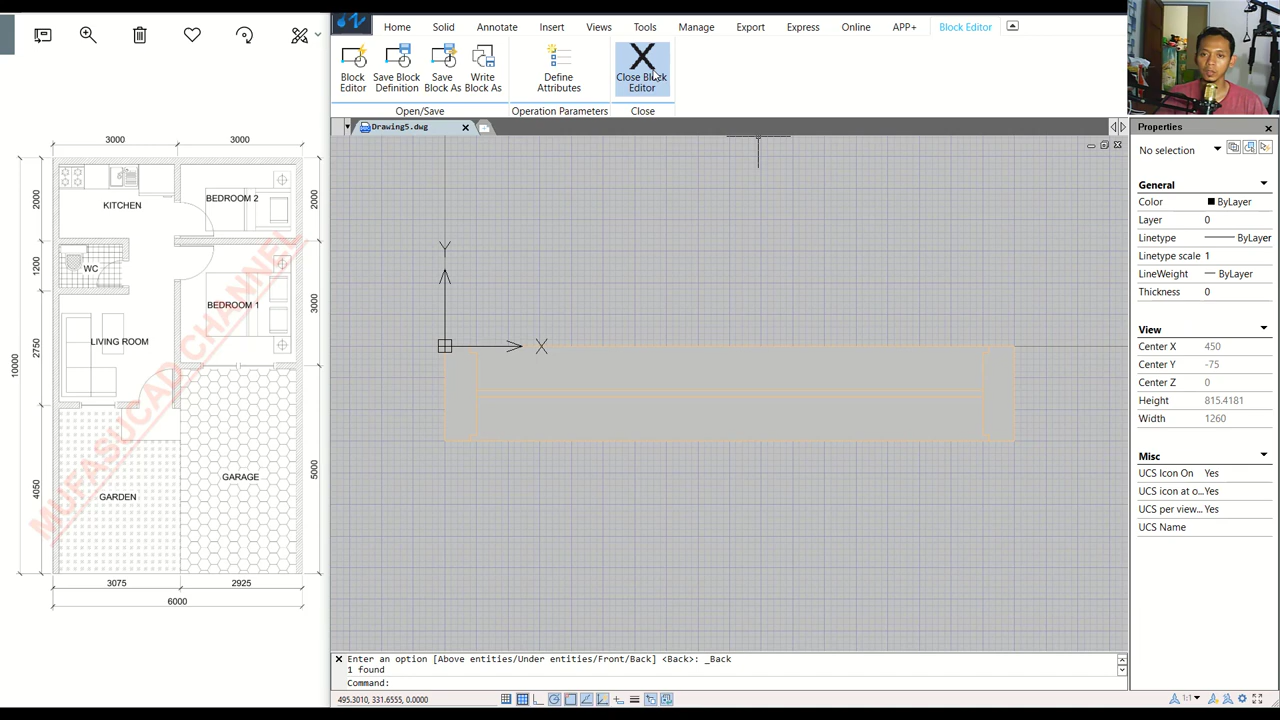 Home Solid Annotate Insert Views Tools Manage Export Express Online APP+ Block Editor
Block Editor
Save Block Definition
Save Block As
Write Block As
Define Attributes
Close Block Editor
Open/Save Operation Parameters Close
Drawing5.dwg
Properties
No selection
General
Color ByLayer
Layer 0
Linetype ByLayer
Linetype scale 1
LineWeight ByLayer
Thickness 0
View
Center X 450
Center Y -75
Center Z 0
Height 815.4181
Width 1260
Misc
UCS Icon On Yes
UCS icon at o... Yes
UCS per view... Yes
UCS Name
3000 3000
2000 2000
KITCHEN BEDROOM 2
1200
WC
3000
BEDROOM 1
2750
LIVING ROOM
10000
5000
4050
GARAGE
GARDEN
3075 2925
6000
MUFASUCAD CHANNEL
Y
X
Enter an option [Above entities/Under entities/Front/Back] <Back>: _Back
1 found
Command:
495.3010, 331.6555, 0.0000
1:1